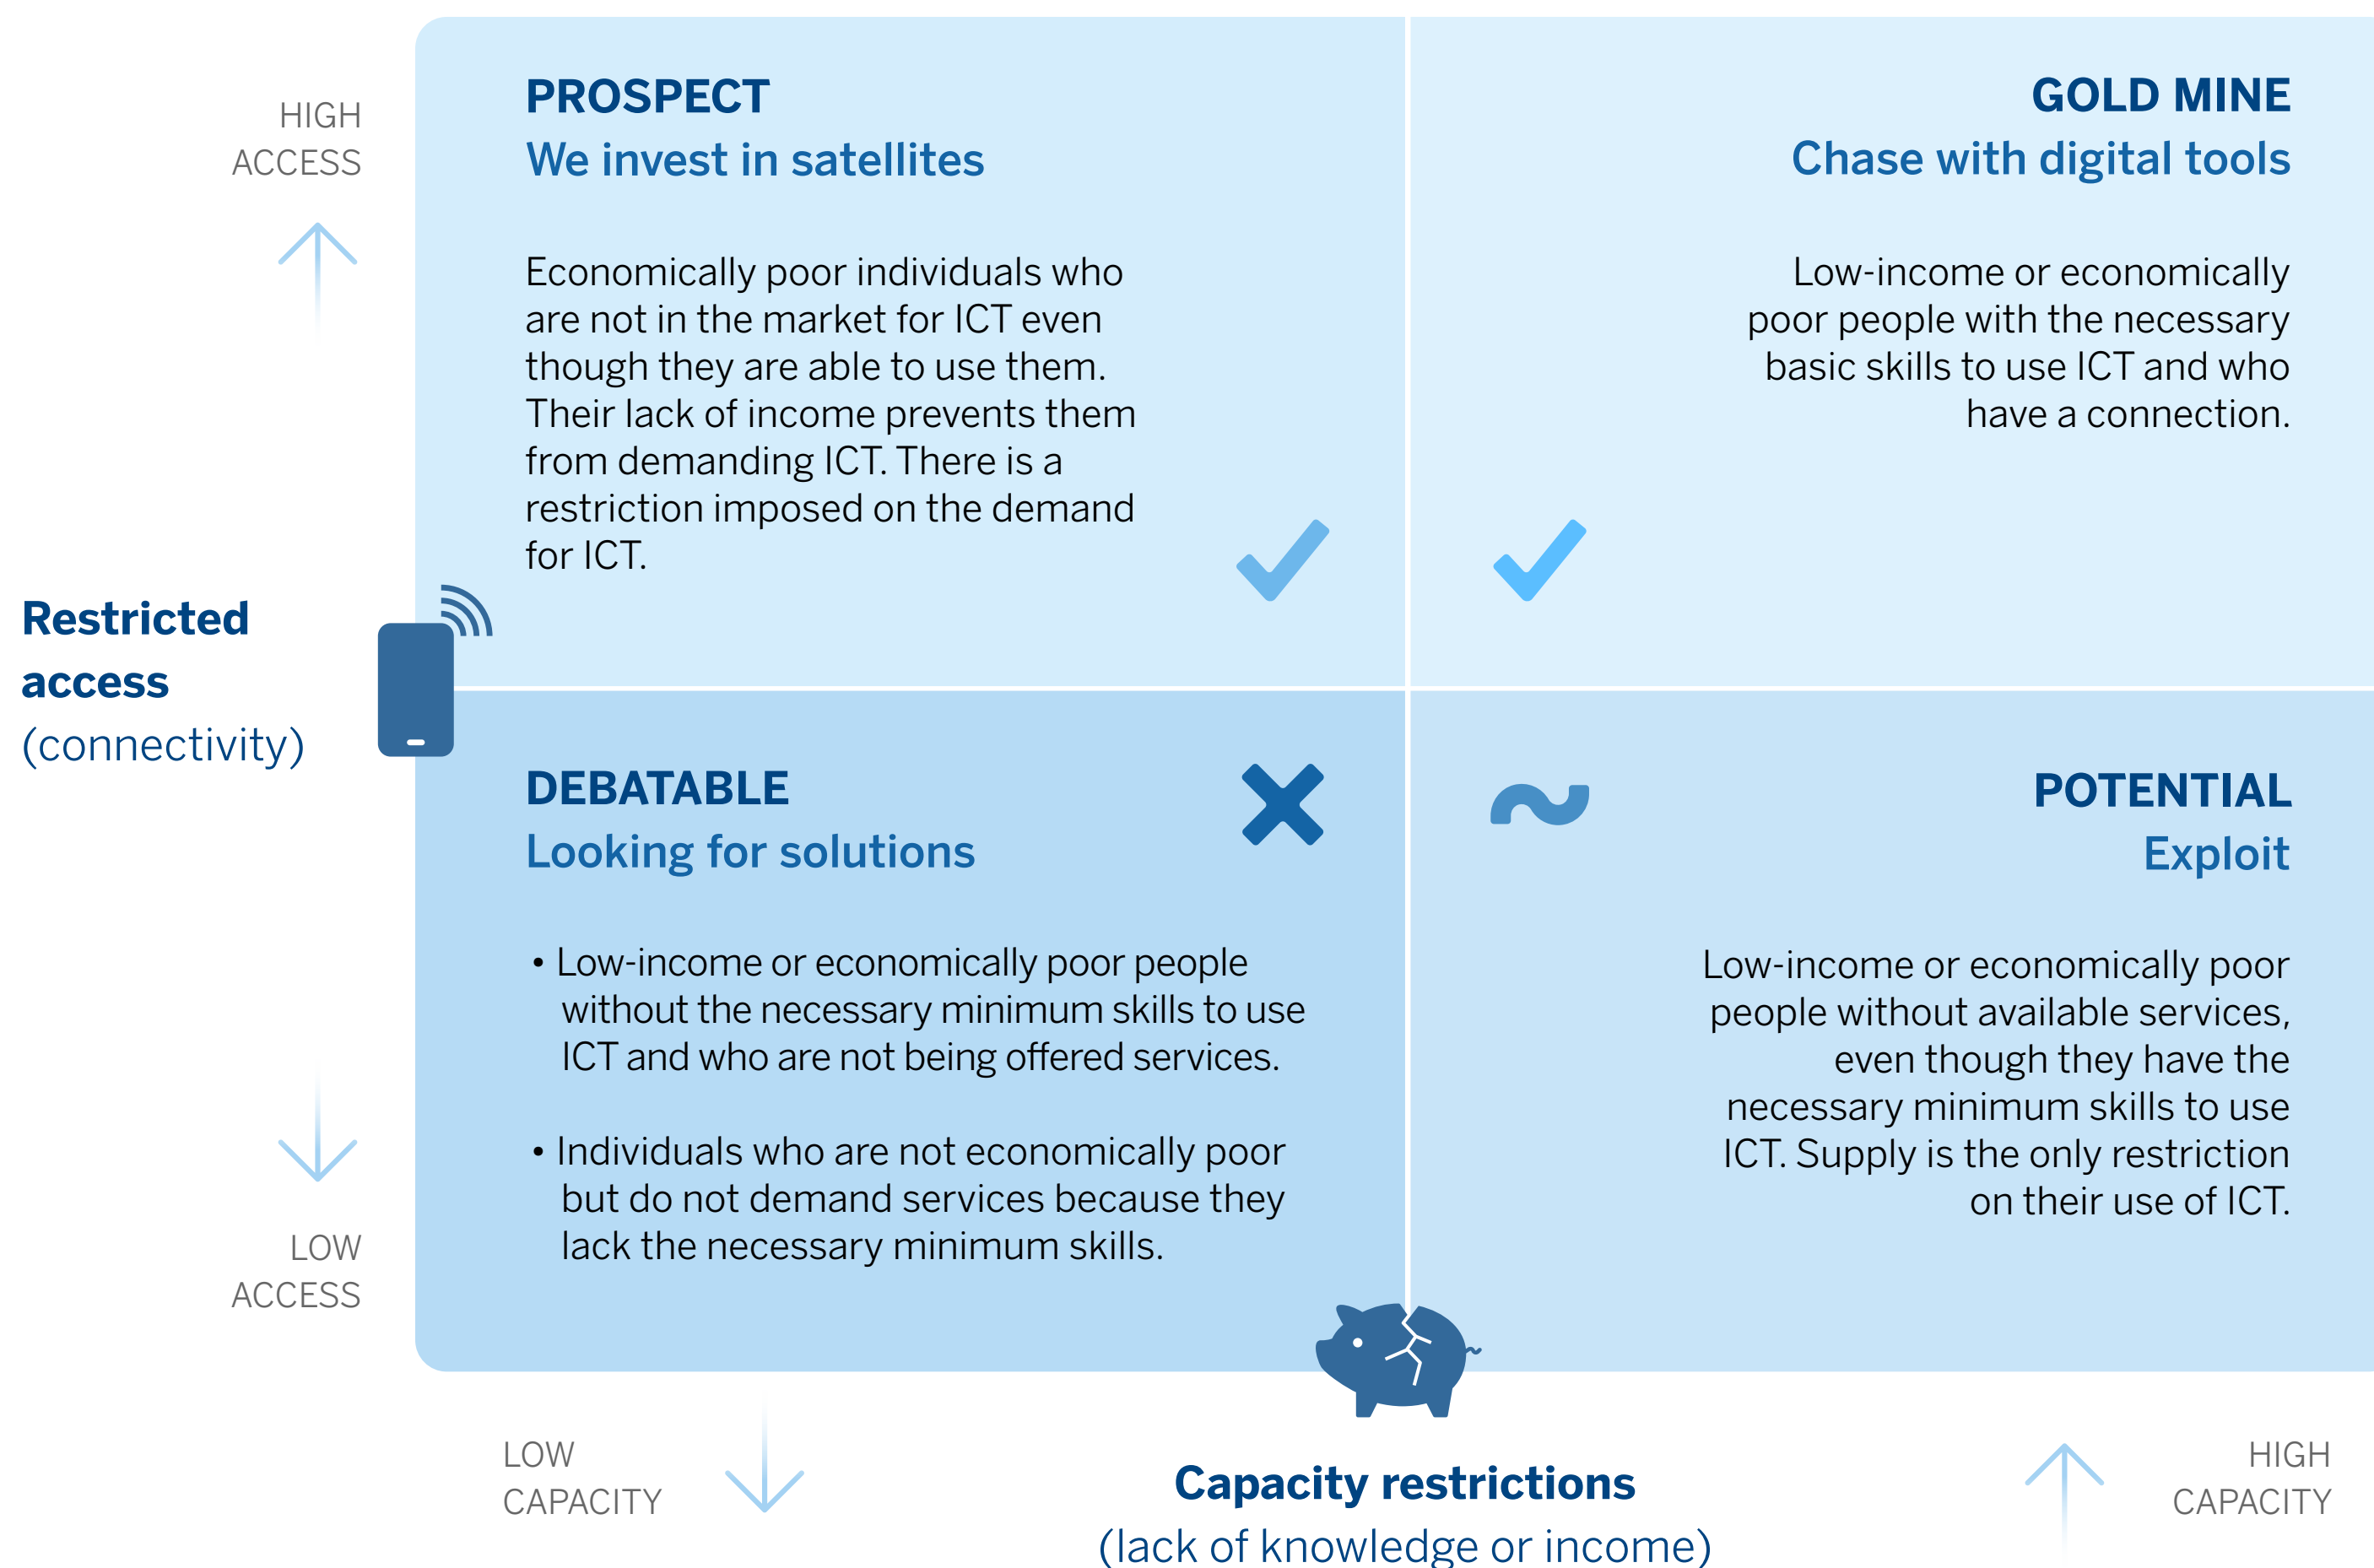 HIGH
ACCESS
PROSPECT
We invest in satellites
Economically poor individuals who
are not in the market for ICT even
though they are able to use them.
Their lack of income prevents them
from demanding ICT. There is a
restriction imposed on the demand
for ICT.
GOLD MINE
Chase with digital tools
Low-income or economically
poor people with the necessary
basic skills to use ICT and who
have a connection.
Restricted
access
(connectivity)
DEBATABLE
Looking for solutions
• Low-income or economically poor people
without the necessary minimum skills to use
ICT and who are not being offered services.
• Individuals who are not economically poor
but do not demand services because they
lack the necessary minimum skills.
POTENTIAL
Exploit
Low-income or economically poor
people without available services,
even though they have the
necessary minimum skills to use
ICT. Supply is the only restriction
on their use of ICT.
LOW
ACCESS
LOW
CAPACITY
Capacity restrictions
(lack of knowledge or income)
HIGH
CAPACITY